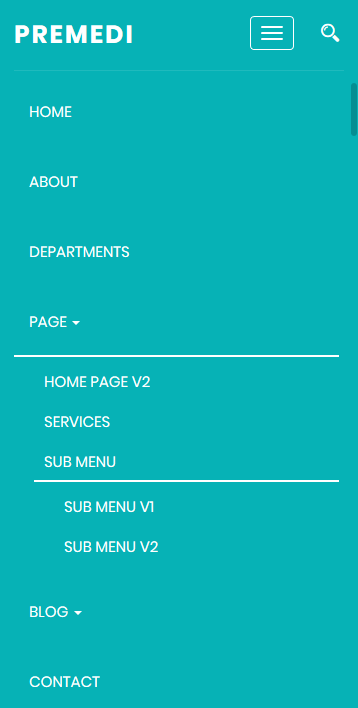 PREMEDI
HOME
ABOUT
DEPARTMENTS
PAGE
HOME PAGE V2
SERVICES
SUB MENU
SUB MENU V1
SUB MENU V2
BLOG
CONTACT